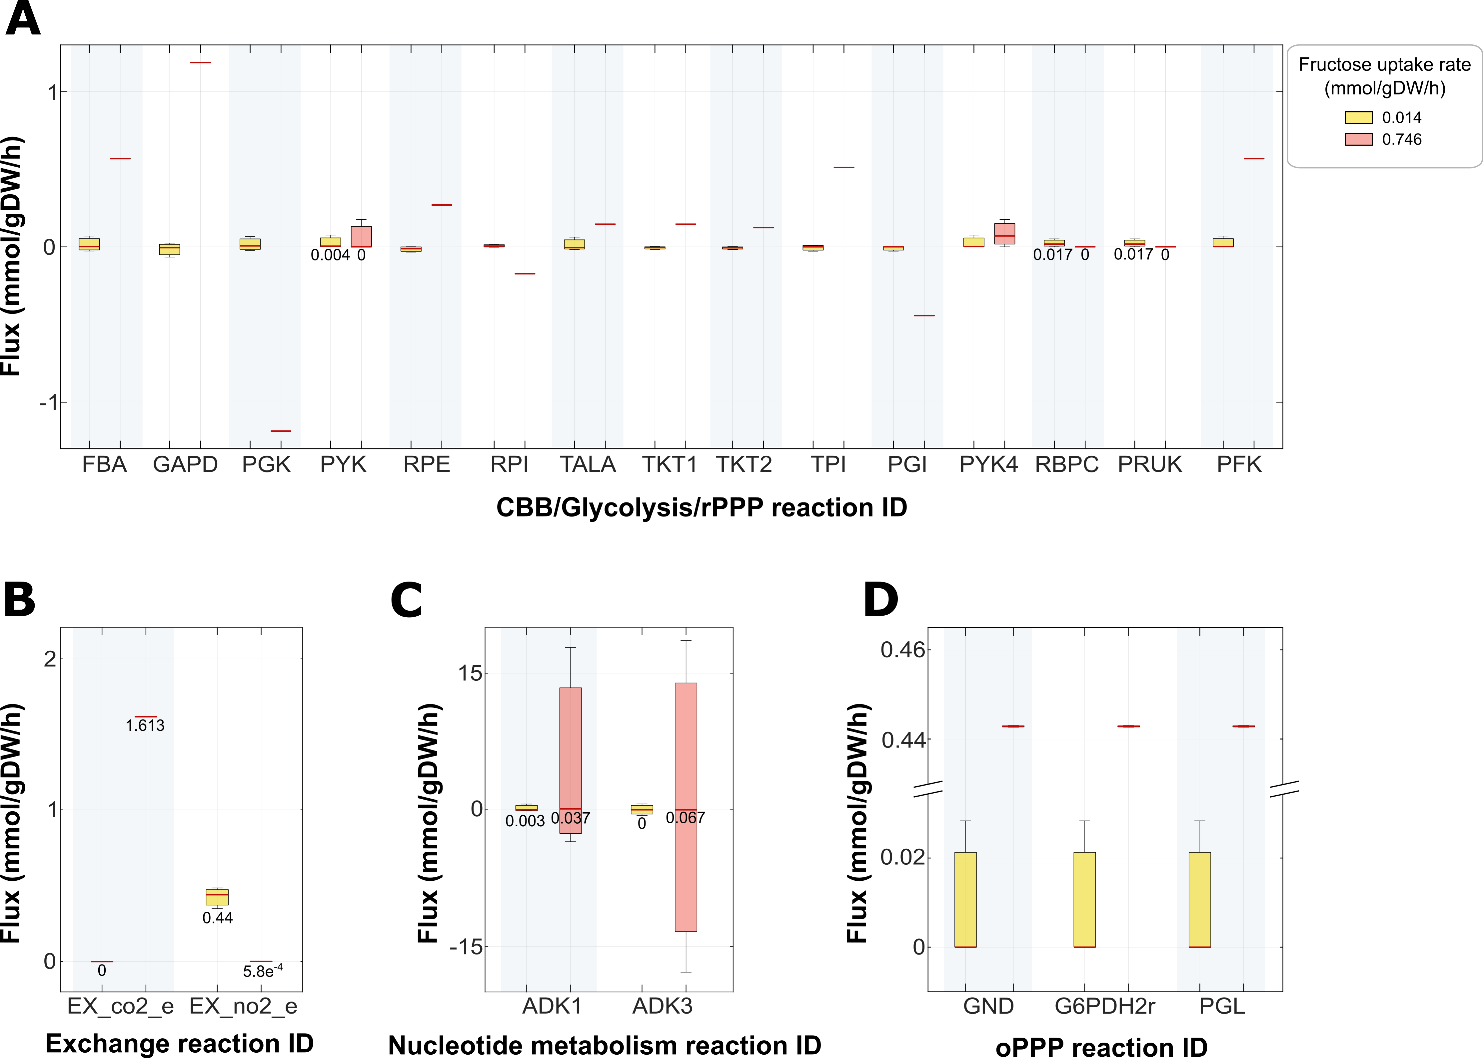 A
Fructose uptake rate
(mmol/gDW/h)
0.014
0.746
Flux (mmol/gDW/h)
1
0
-1
0.004 0
0.017 0
0.017 0
FBA GAPD PGK PYK RPE RPI TALA TKT1 TKT2 TPI PGI PYK4 RBPC PRUK PFK
CBB/Glycolysis/rPPP reaction ID
B
Flux (mmol/gDW/h)
2
1
0
1.613
0.44
0
5.8e-4
EX_co2_e EX_no2_e
Exchange reaction ID
C
Flux (mmol/gDW/h)
15
0
-15
0.003 0.037 0 0.067
ADK1 ADK3
Nucleotide metabolism reaction ID
D
Flux (mmol/gDW/h)
0.46
0.44
0.02
0
GND G6PDH2r PGL
oPPP reaction ID